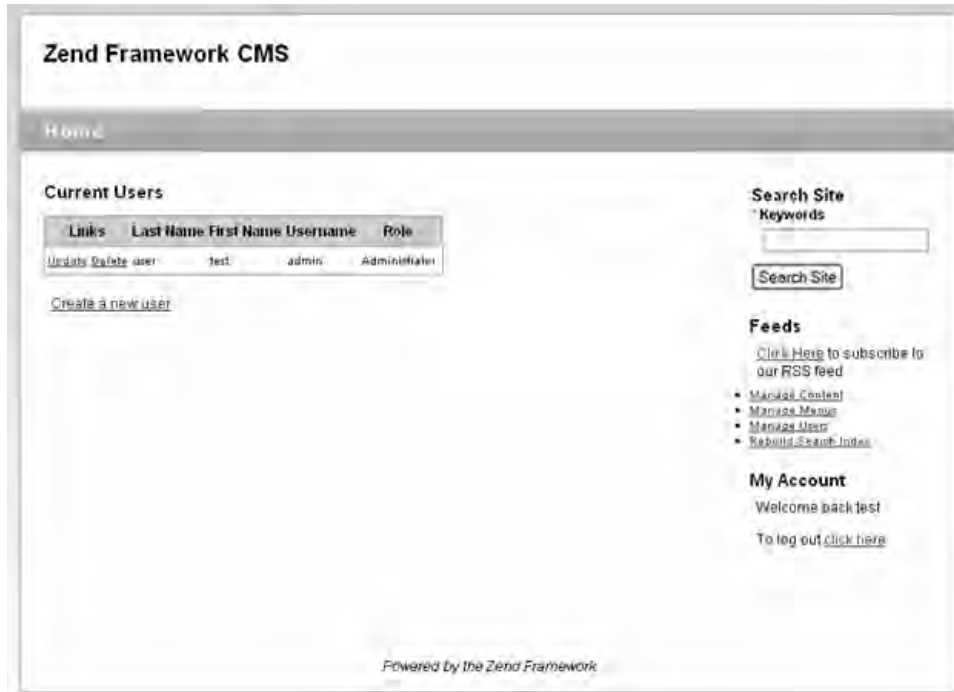 Zend Framework CMS
Home
Current Users
Links Last Name First Name Username Role
Update Delete user test admin Administrator
Create a new user
Search Site
*Keywords
Search Site
Feeds
Click Here to subscribe to
our RSS feed
Manage Content
Manage Menus
Manage Users
Rebuild Search Index
My Account
Welcome back test
To log out click here
Powered by the Zend Framework